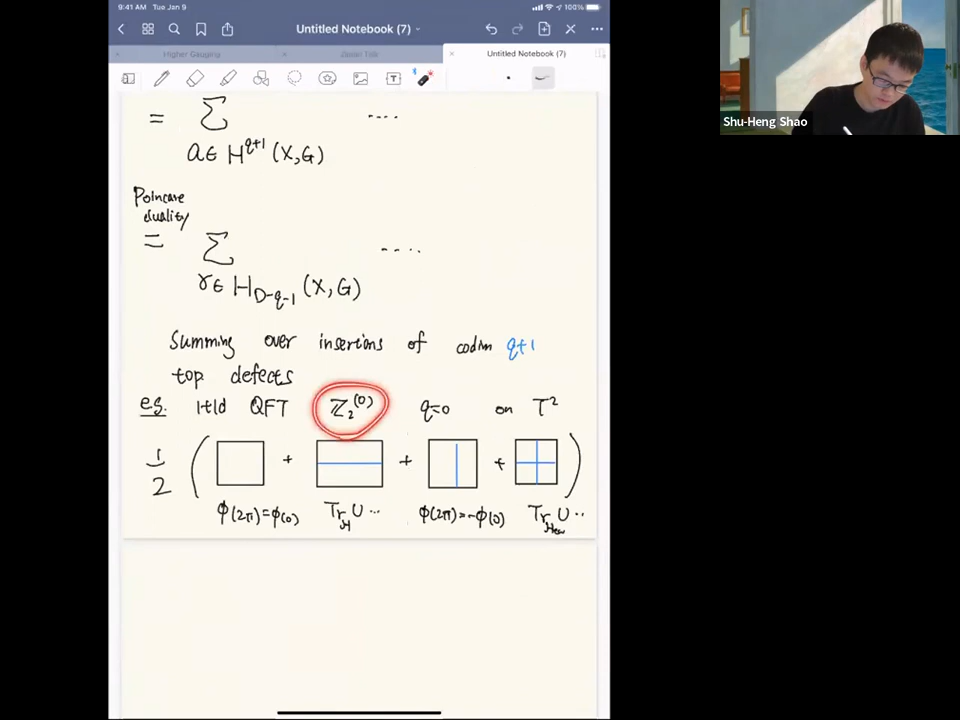 9:41 AM Tue Jan 9
100%
Untitled Notebook (7)
Higher Gauging
Untitled Notebook (7)
Shu-Heng Shao
= Σ ....
a ∈ H^{q+1} (X, G)
Poincare
duality
= Σ ....
γ ∈ H_{D-q-1} (X, G)
Summing over insertions of codim q+1
top defects
e.g. 1+1d QFT ℤ_2^{(0)} q=0 on T^2
1/2 ( + + + )
ϕ(2π)=ϕ(0) Tr_H U ... ϕ(2π)=-ϕ(0) Tr_{H_{tw}} U ..